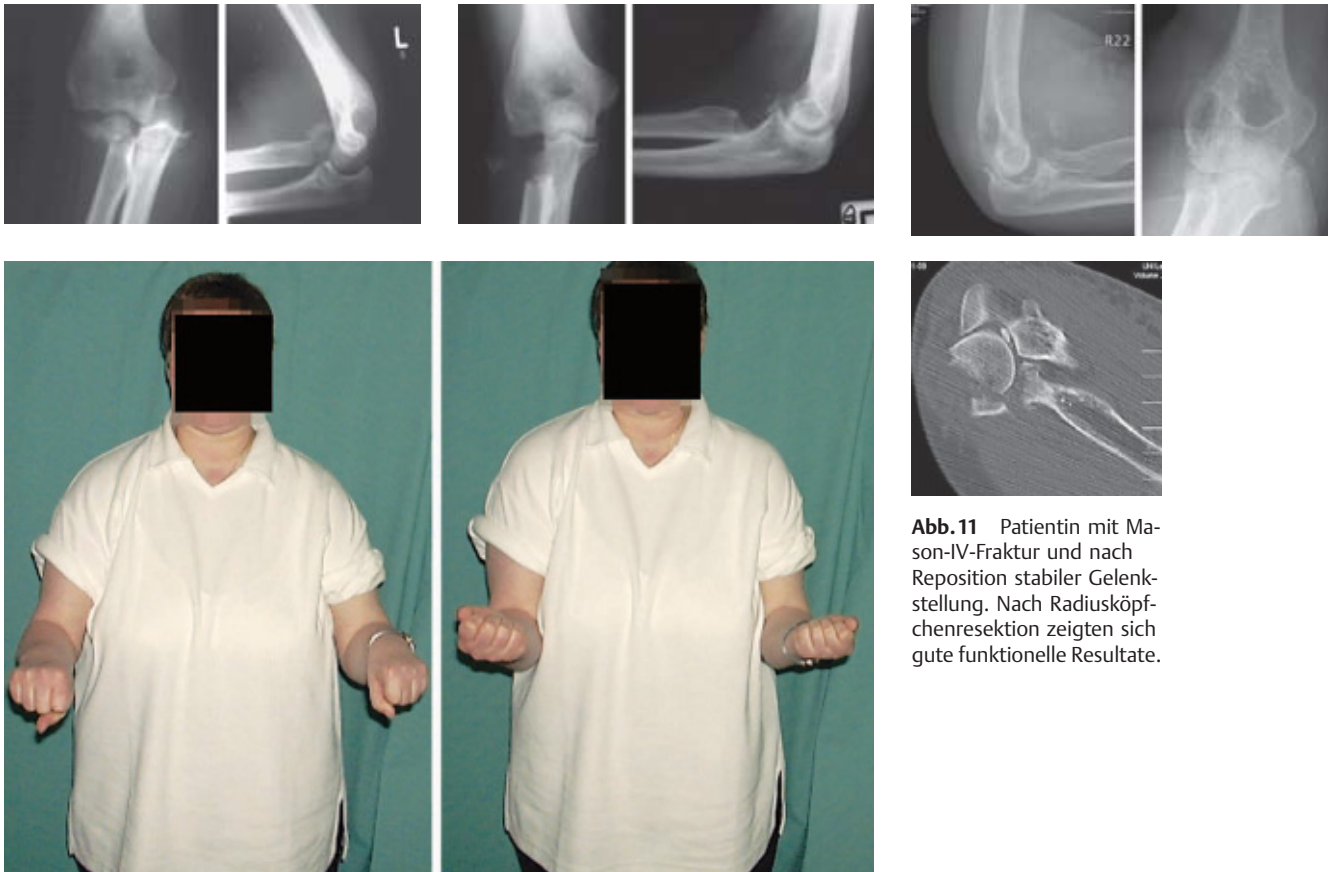 L
R22
Abb. 11 Patientin mit Ma-
son-IV-Fraktur und nach
Reposition stabiler Gelenk-
stellung. Nach Radiusköpf-
chenresektion zeigten sich
gute funktionelle Resultate.